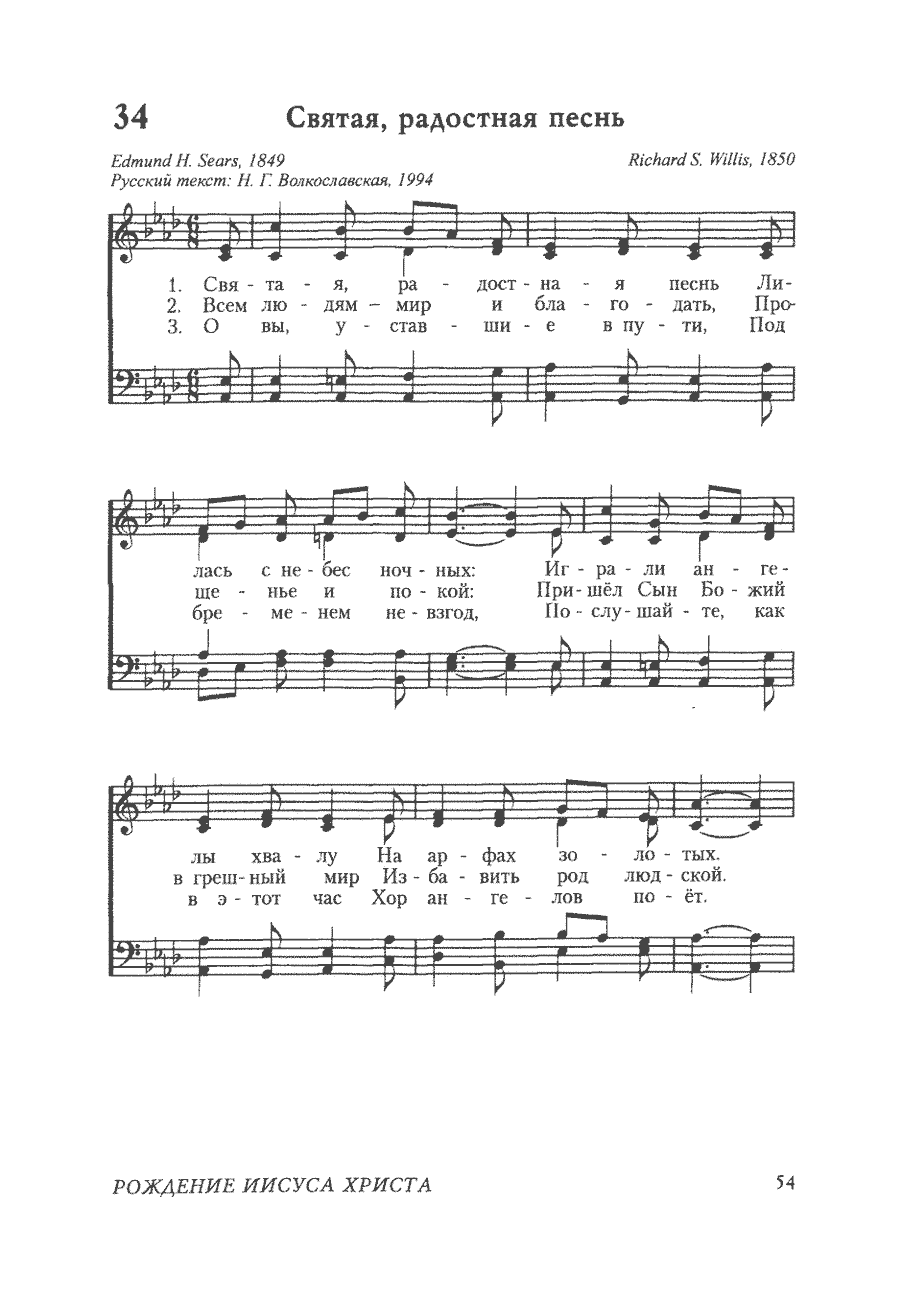 34 Святая, радостная песнь
Edmund H. Sears, 1849 Richard S. Willis, 1850
Русский текст: Н. Г. Волкославская, 1994
1. Свя - та - я, ра - дост - на - я песнь Ли-
2. Всем лю - дям – мир и бла - го - дать, Про-
3. О вы, у - став - ши - е в пу - ти, Под
лась с не - бес ноч - ных: Иг - ра - ли ан - ге -
ще - нье и по - кой: При- шёл Сын Бо - жий
бре - ме - нем не - взгод, По - слу - шай - те, как
лы хва - лу На ар - фах зо - ло - тых.
в греш- ный мир Из - ба - вить род люд - ской.
в э - тот час Хор ан - ге - лов по - ёт.
РОЖДЕНИЕ ИИСУСА ХРИСТА 54